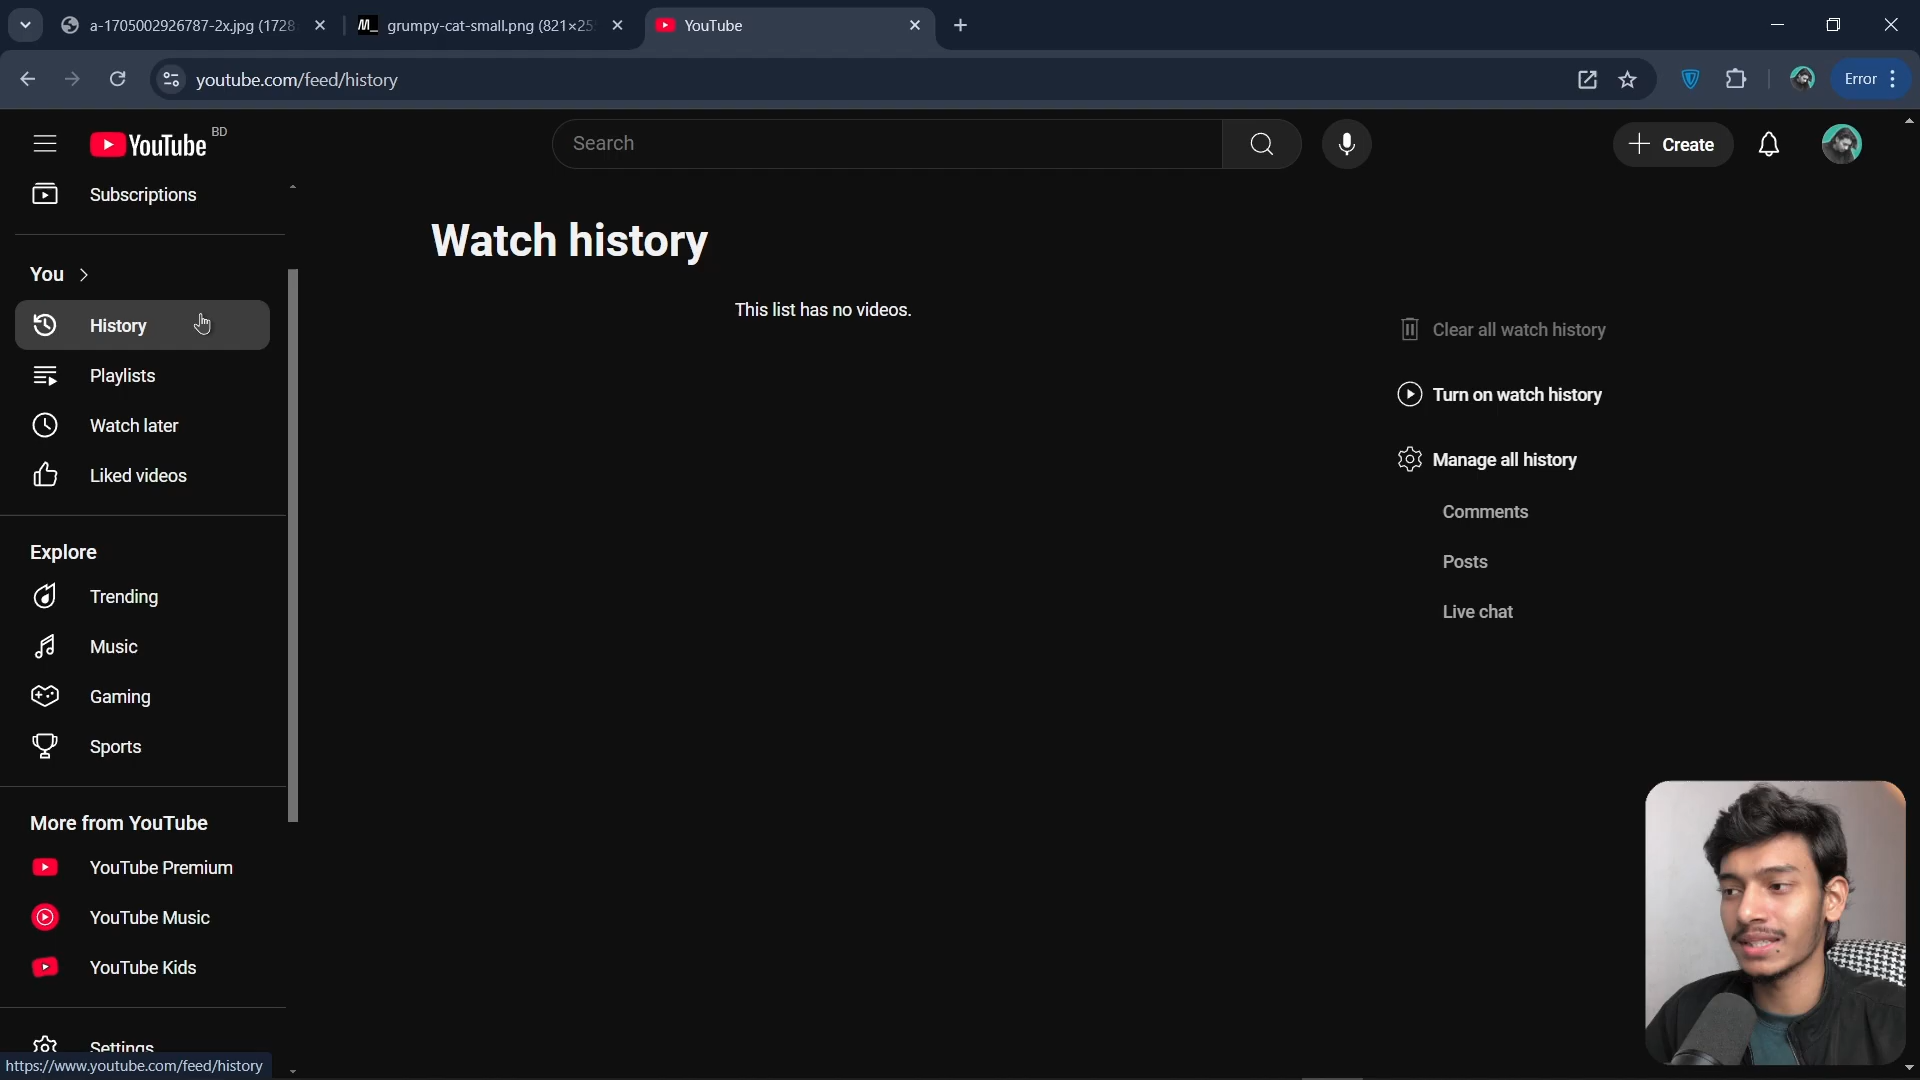 a-1705002926787-2x.jpg (1728
grumpy-cat-small.png (821×25
YouTube
youtube.com/feed/history
Error
YouTube BD
Search
Create
Subscriptions
You
History
Playlists
Watch later
Liked videos
Explore
Trending
Music
Gaming
Sports
More from YouTube
YouTube Premium
YouTube Music
YouTube Kids
Settings
https://www.youtube.com/feed/history
Watch history
This list has no videos.
Clear all watch history
Turn on watch history
Manage all history
Comments
Posts
Live chat